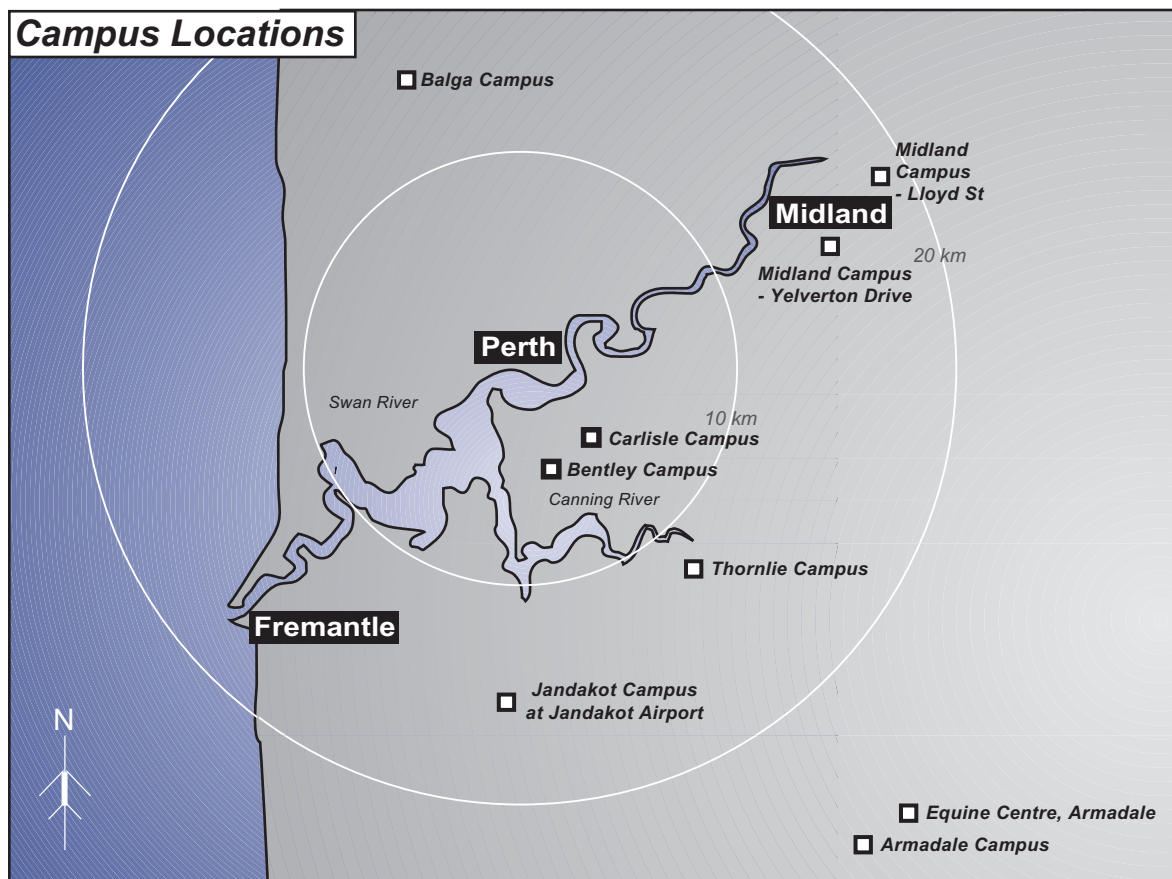 Campus Locations
Balga Campus
Midland
Campus
- Lloyd St
Midland
20 km
Midland Campus
- Yelverton Drive
Perth
Swan River
10 km
Carlisle Campus
Bentley Campus
Canning River
Thornlie Campus
Fremantle
Jandakot Campus
at Jandakot Airport
N
Equine Centre, Armadale
Armadale Campus